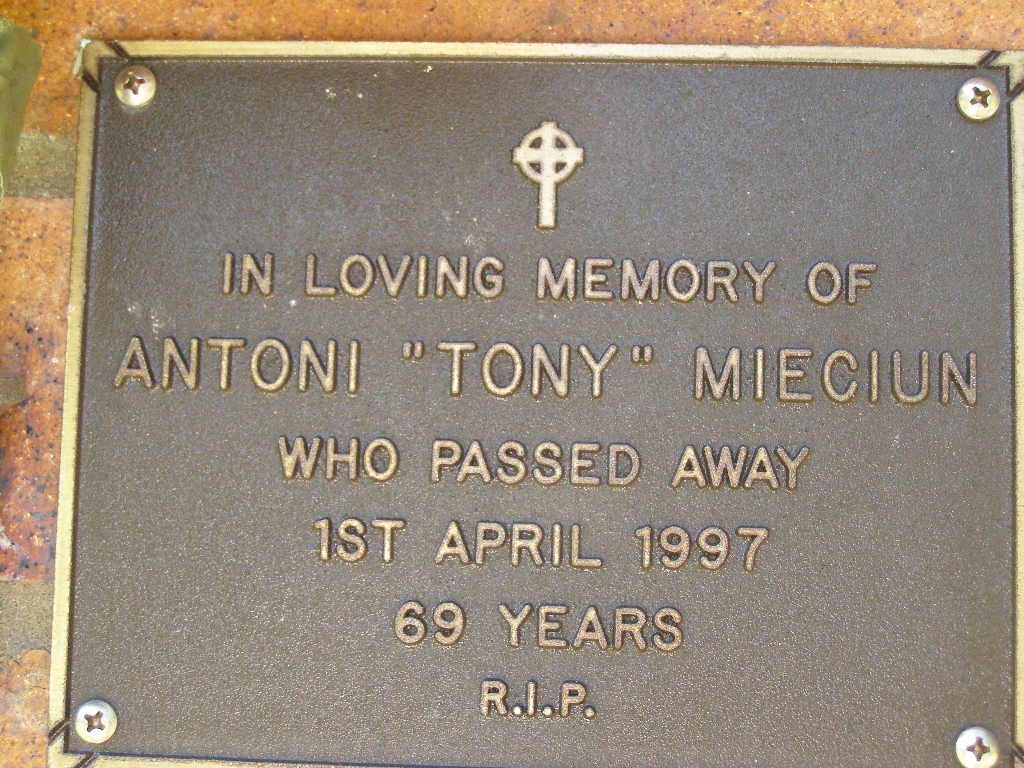 IN LOVING MEMORY OF
ANTONI "TONY" MIECIUN
WHO PASSED AWAY
1ST APRIL 1997
69 YEARS
R.I.P.